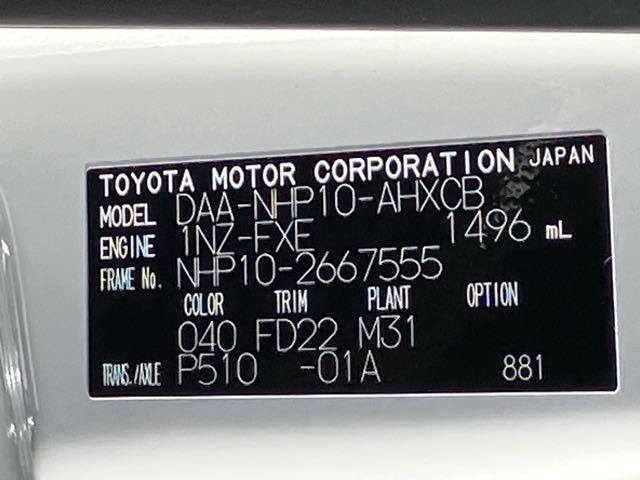 TOYOTA MOTOR CORPORATION JAPAN
MODEL DAA-NHP10-AHXCB
ENGINE 1NZ-FXE 1496 mL
FRAME No. NHP10-2667555
COLOR TRIM PLANT OPTION
040 FD22 M31
TRANS./AXLE P510 -01A 881